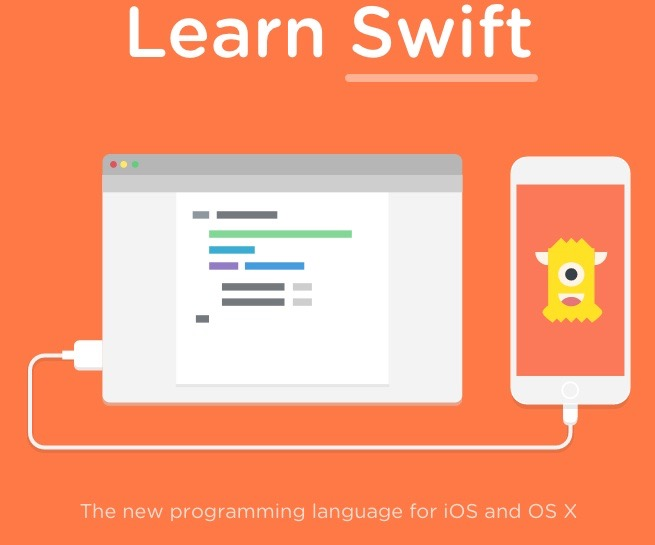 Learn Swift
The new programming language for iOS and OS X